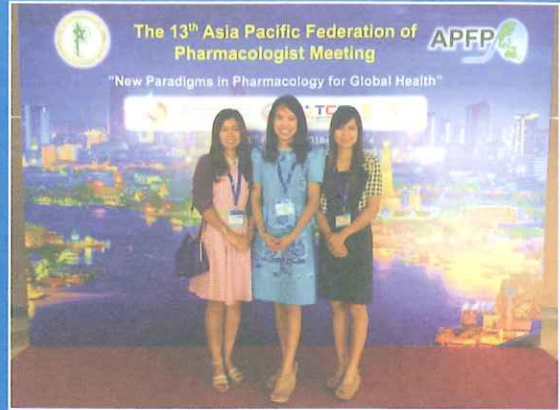 The 13th Asia Pacific Federation of
Pharmacologist Meeting
APFP
"New Paradigms in Pharmacology for Global Health"